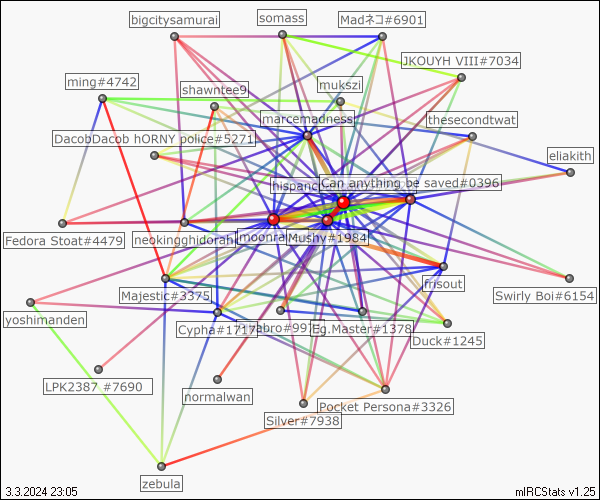 bigcitysamurai
somass
Madネコ#6901
JKOUYH VIII#7034
ming#4742
shawntee9
mukszi
marcemadness
thesecondtwat
DacobDacob hORNY police#5271
eliakith
Can anything be saved#0396
Fedora Stoat#4479
neokingghidorah
moonra
Mushy#1984
frisout
Swirly Boi#6154
Majestic#3375
yoshimanden
Cypha#1717
Eg.Master#1378
Duck#1245
LPK2387 #7690
normalwan
Pocket Persona#3326
Silver#7938
zebula
3.3.2024 23:05
mIRCStats v1.25